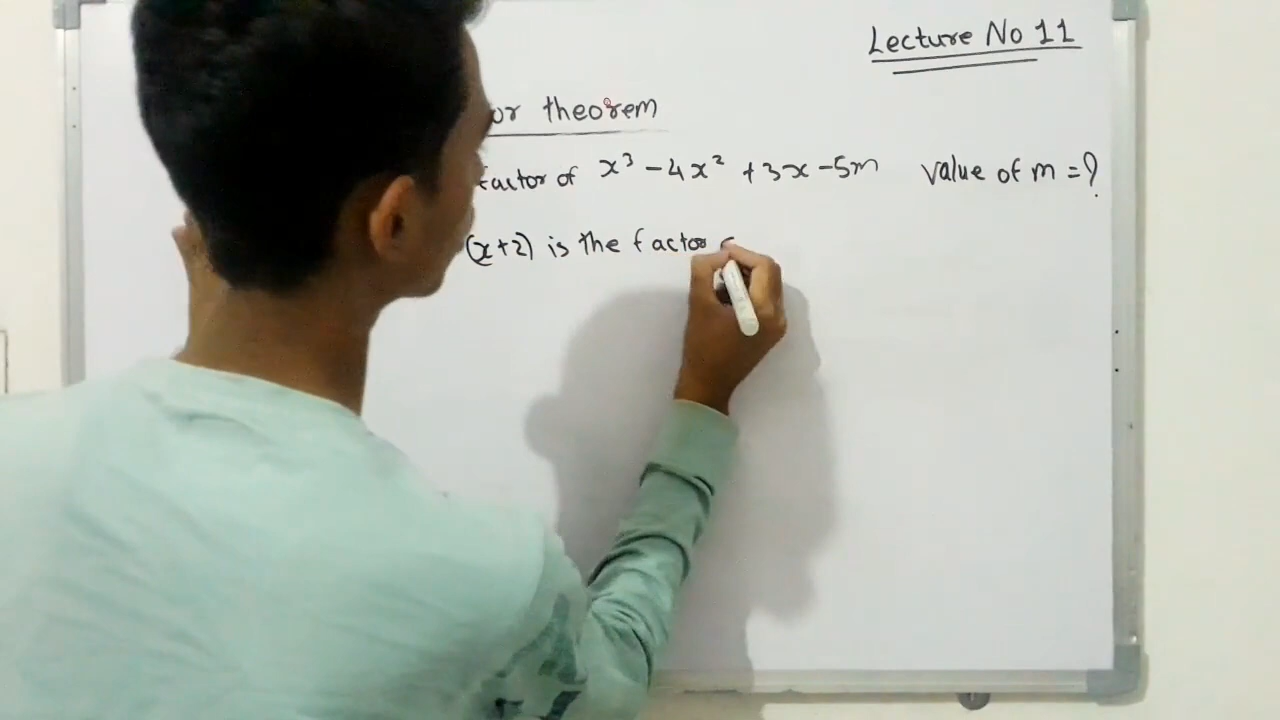 Lecture No 11
or theorem
factor of x³ - 4x² + 3x - 5m value of m = ?
(x+2) is the factor